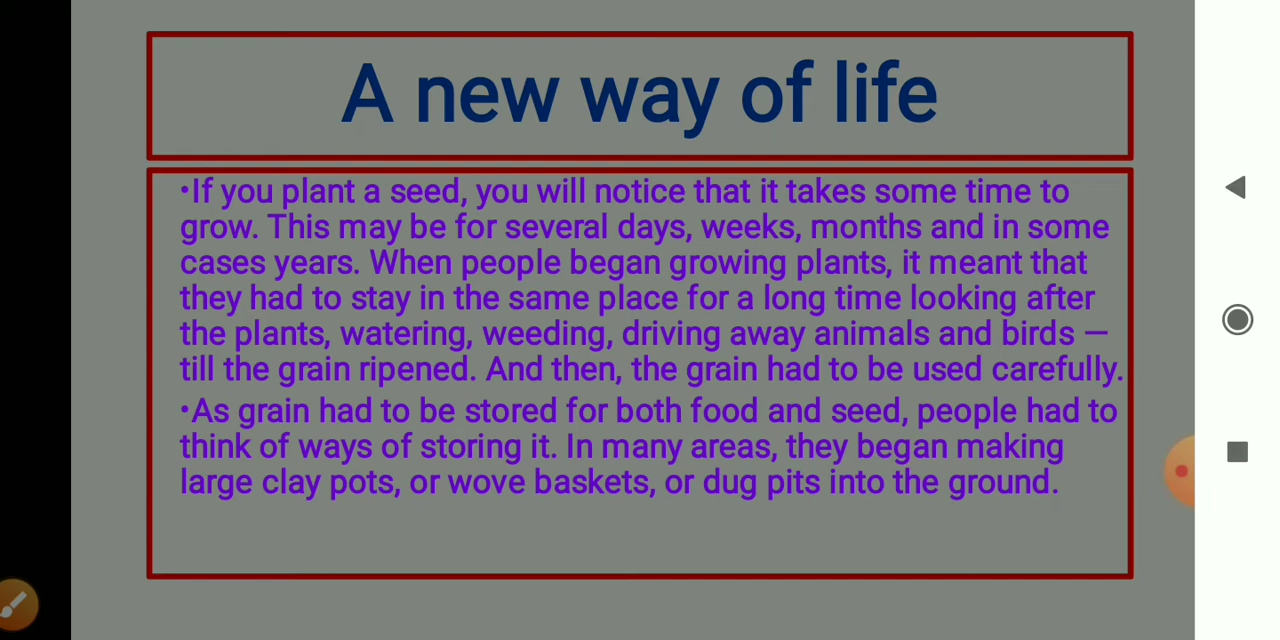 A new way of life
•If you plant a seed, you will notice that it takes some time to
grow. This may be for several days, weeks, months and in some
cases years. When people began growing plants, it meant that
they had to stay in the same place for a long time looking after
the plants, watering, weeding, driving away animals and birds —
till the grain ripened. And then, the grain had to be used carefully.
•As grain had to be stored for both food and seed, people had to
think of ways of storing it. In many areas, they began making
large clay pots, or wove baskets, or dug pits into the ground.